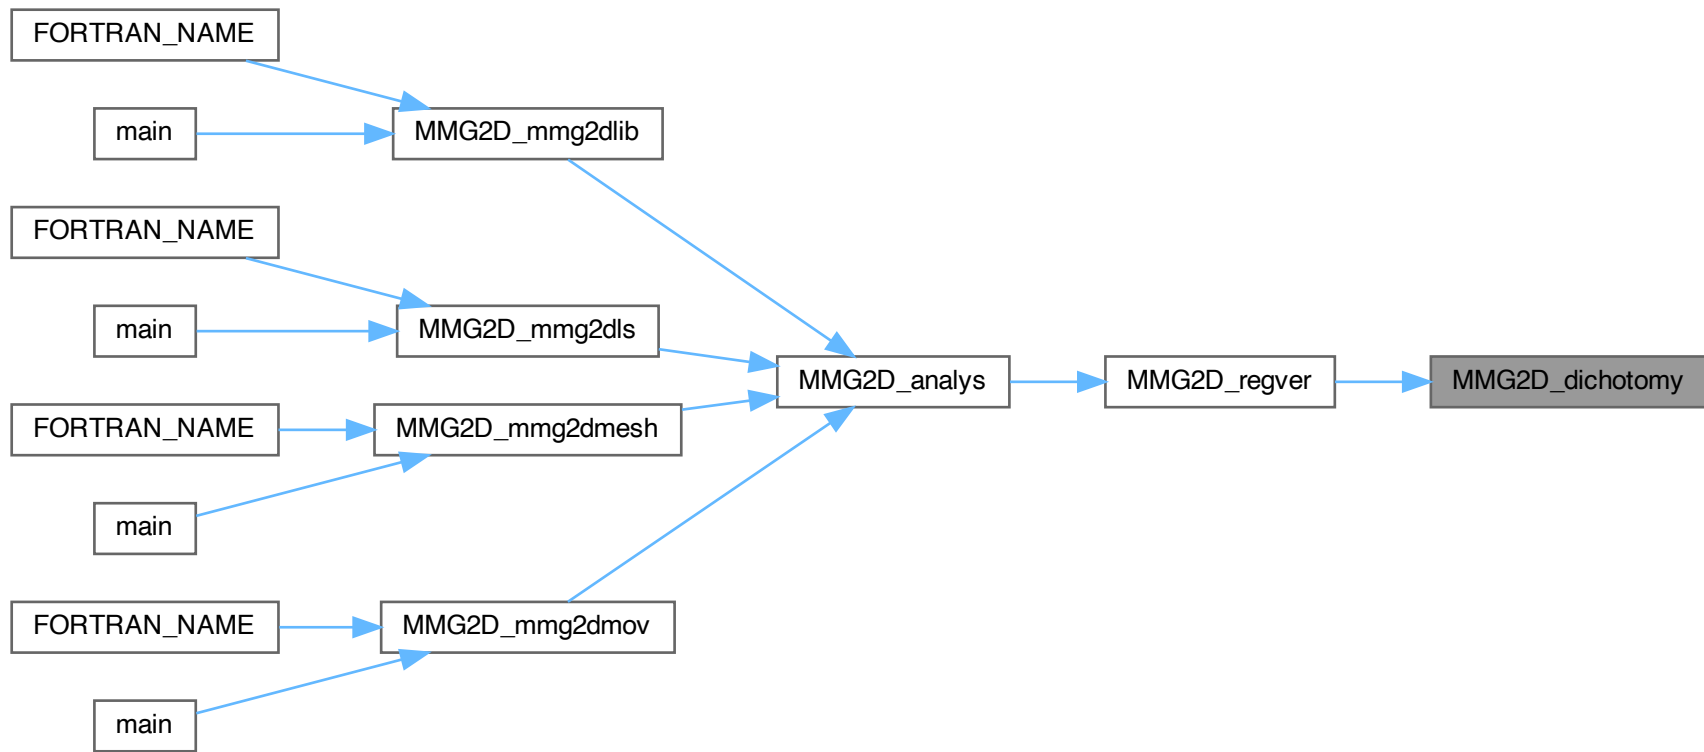 FORTRAN_NAME
main
MMG2D_mmg2dlib
FORTRAN_NAME
main
MMG2D_mmg2dls
MMG2D_analys
MMG2D_regver
MMG2D_dichotomy
FORTRAN_NAME
MMG2D_mmg2dmesh
main
FORTRAN_NAME
MMG2D_mmg2dmov
main